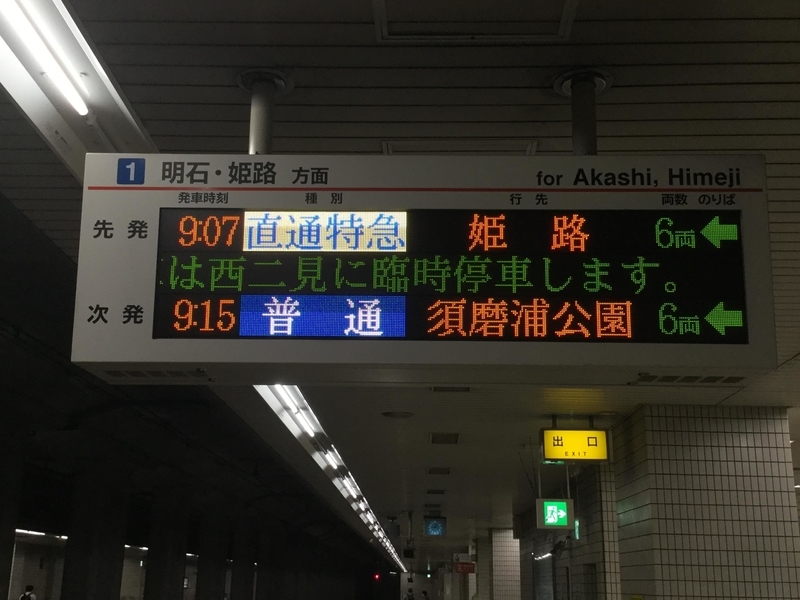 1 明石・姫路 方面 for Akashi, Himeji
発車時刻 種別 行先 両数 のりば
先発 9:07 直通特急 姫路 6両 ←
は西二見に臨時停車します。
次発 9:15 普通 須磨浦公園 6両 ←
出口
EXIT